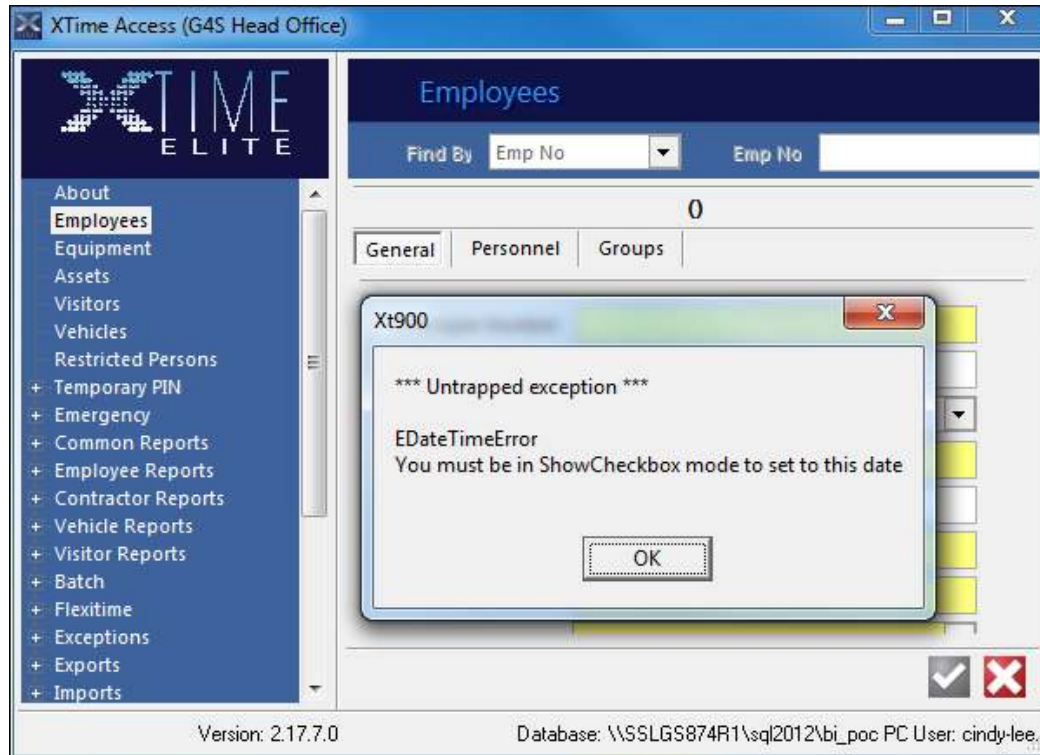 XTime Access (G4S Head Office)
XTIME
ELITE
Employees
Find By Emp No Emp No
()
General Personnel Groups
About
Employees
Equipment
Assets
Visitors
Vehicles
Restricted Persons
+ Temporary PIN
+ Emergency
+ Common Reports
+ Employee Reports
+ Contractor Reports
+ Vehicle Reports
+ Visitor Reports
+ Batch
+ Flexitime
+ Exceptions
+ Exports
+ Imports
Xt900
*** Untrapped exception ***
EDateTimeError
You must be in ShowCheckbox mode to set to this date
OK
Version: 2.17.7.0 Database: \\SSLGS874R1\sql2012\bi_poc PC User: cindy-lee.